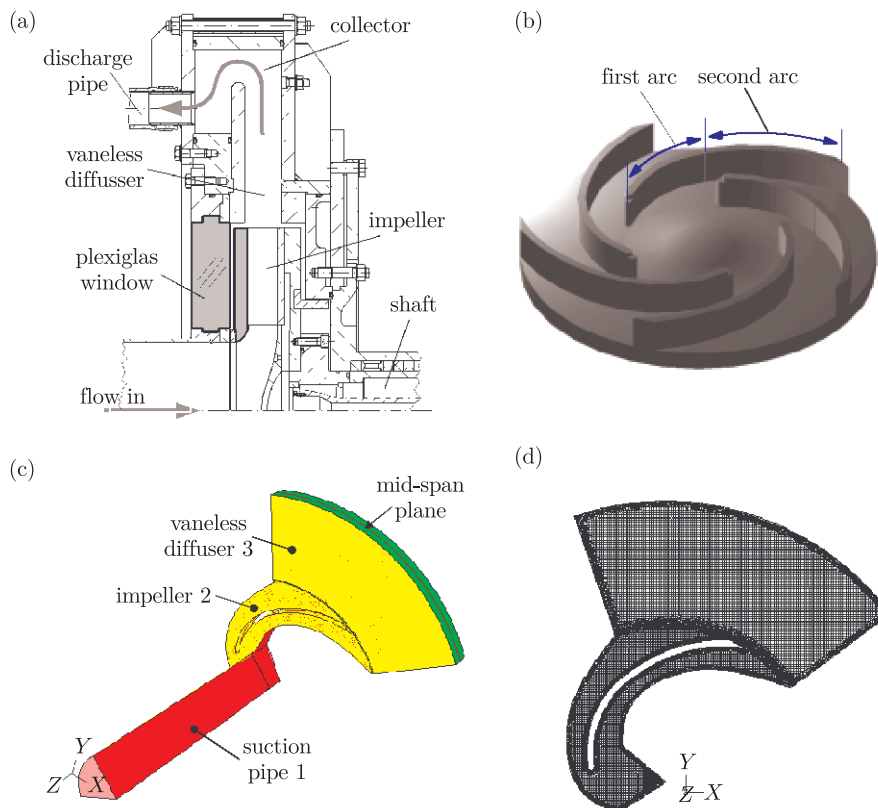 (a)
collector
discharge
pipe
vaneless
diffusser
impeller
plexiglas
window
shaft
flow in
(b)
first arc
second arc
(c)
mid-span
plane
vaneless
diffuser 3
impeller 2
suction
pipe 1
Y
Z
X
(d)
Y
Z
X